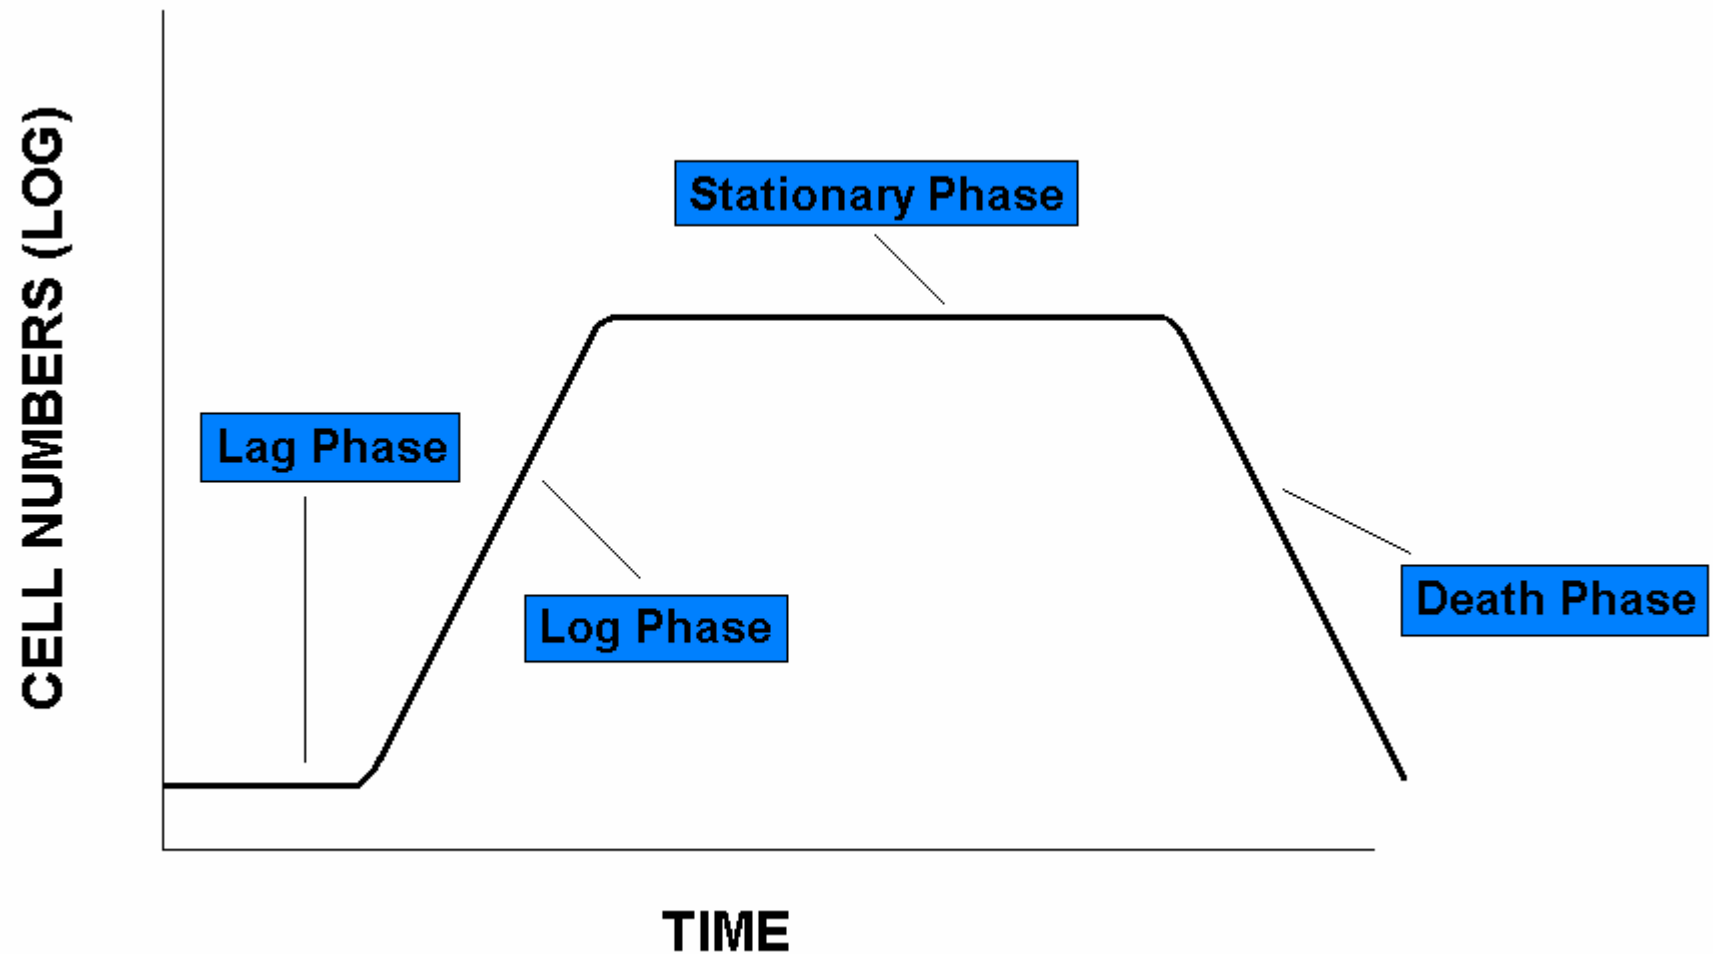 CELL NUMBERS (LOG)
Stationary Phase
Lag Phase
Log Phase
Death Phase
TIME